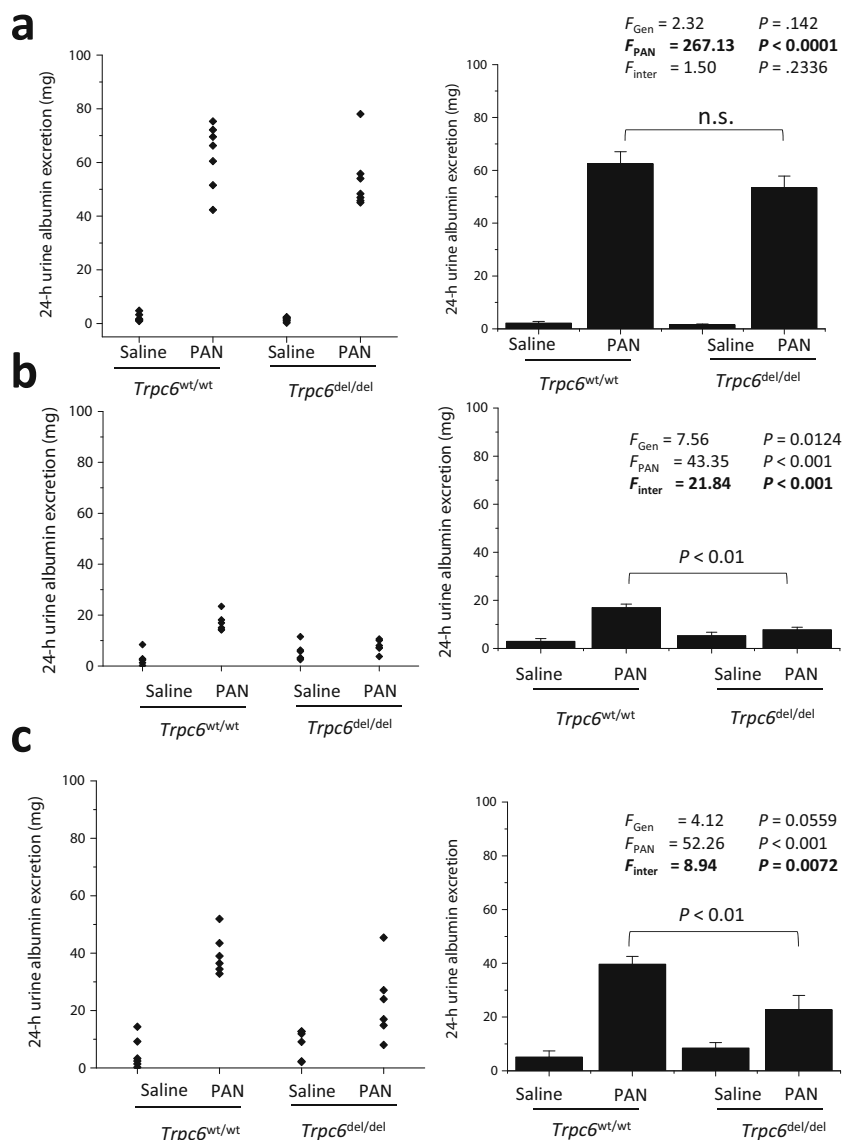 a
24-h urine albumin excretion (mg)
100
80
60
40
20
0
Saline PAN Saline PAN
Trpc6wt/wt Trpc6del/del
FGen = 2.32 P = .142
FPAN = 267.13 P < 0.0001
Finter = 1.50 P = .2336
n.s.
24-h urine albumin excretion (mg)
100
80
60
40
20
0
Saline PAN Saline PAN
Trpc6wt/wt Trpc6del/del
b
24-h urine albumin excretion (mg)
100
80
60
40
20
0
Saline PAN Saline PAN
Trpc6wt/wt Trpc6del/del
FGen = 7.56 P = 0.0124
FPAN = 43.35 P < 0.001
Finter = 21.84 P < 0.001
P < 0.01
24-h urine albumin excretion (mg)
100
80
60
40
20
0
Saline PAN Saline PAN
Trpc6wt/wt Trpc6del/del
c
24-h urine albumin excretion (mg)
100
80
60
40
20
0
Saline PAN Saline PAN
Trpc6wt/wt Trpc6del/del
FGen = 4.12 P = 0.0559
FPAN = 52.26 P < 0.001
Finter = 8.94 P = 0.0072
P < 0.01
24-h urine albumin excretion
100
80
60
40
20
0
Saline PAN Saline PAN
Trpc6wt/wt Trpc6del/del